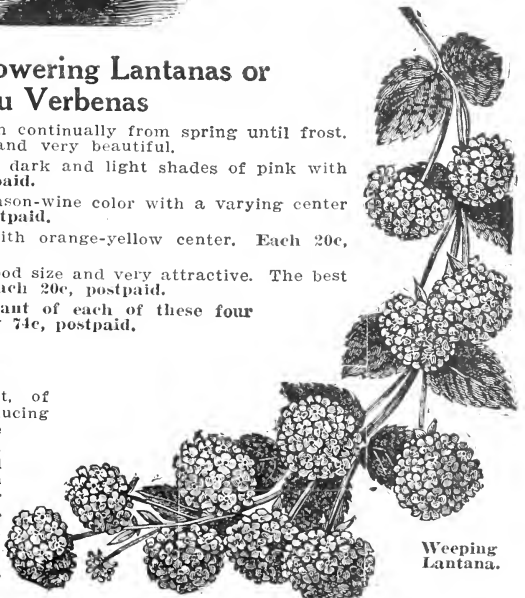 owering Lantanas or
u Verbenas
n continually from spring until frost.
and very beautiful.
dark and light shades of pink with
paid.
nson-wine color with a varying center
tpaid.
ith orange-yellow center. Each 20c,
ood size and very attractive. The best
ach 20c, postpaid.
ant of each of these four
74c, postpaid.
t, of
ucing
Weeping
Lantana.